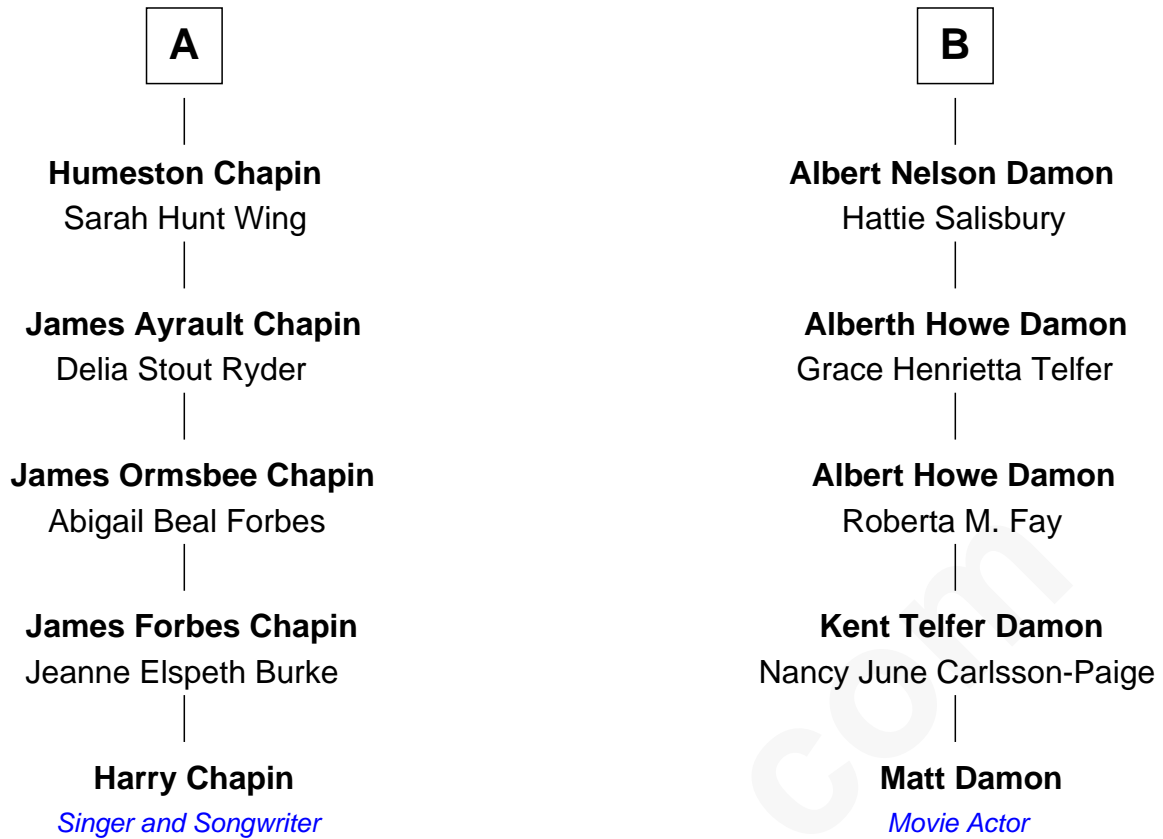 A
Humeston Chapin
Sarah Hunt Wing
James Ayrault Chapin
Delia Stout Ryder
James Ormsbee Chapin
Abigail Beal Forbes
James Forbes Chapin
Jeanne Elspeth Burke
Harry Chapin
Singer and Songwriter
B
Albert Nelson Damon
Hattie Salisbury
Alberth Howe Damon
Grace Henrietta Telfer
Albert Howe Damon
Roberta M. Fay
Kent Telfer Damon
Nancy June Carlsson-Paige
Matt Damon
Movie Actor
com